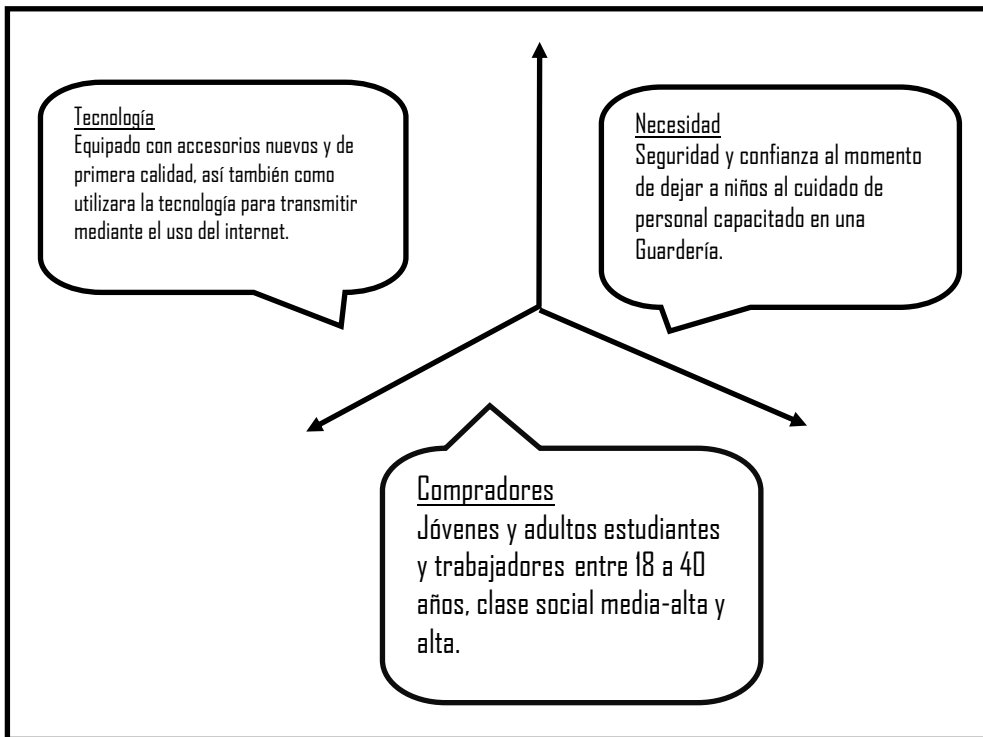 Tecnología
Equipado con accesorios nuevos y de
primera calidad, así también como
utilizara la tecnología para transmitir
mediante el uso del internet.
Necesidad
Seguridad y confianza al momento
de dejar a niños al cuidado de
personal capacitado en una
Guardería.
Compradores
Jóvenes y adultos estudiantes
y trabajadores entre 18 a 40
años, clase social media-alta y
alta.